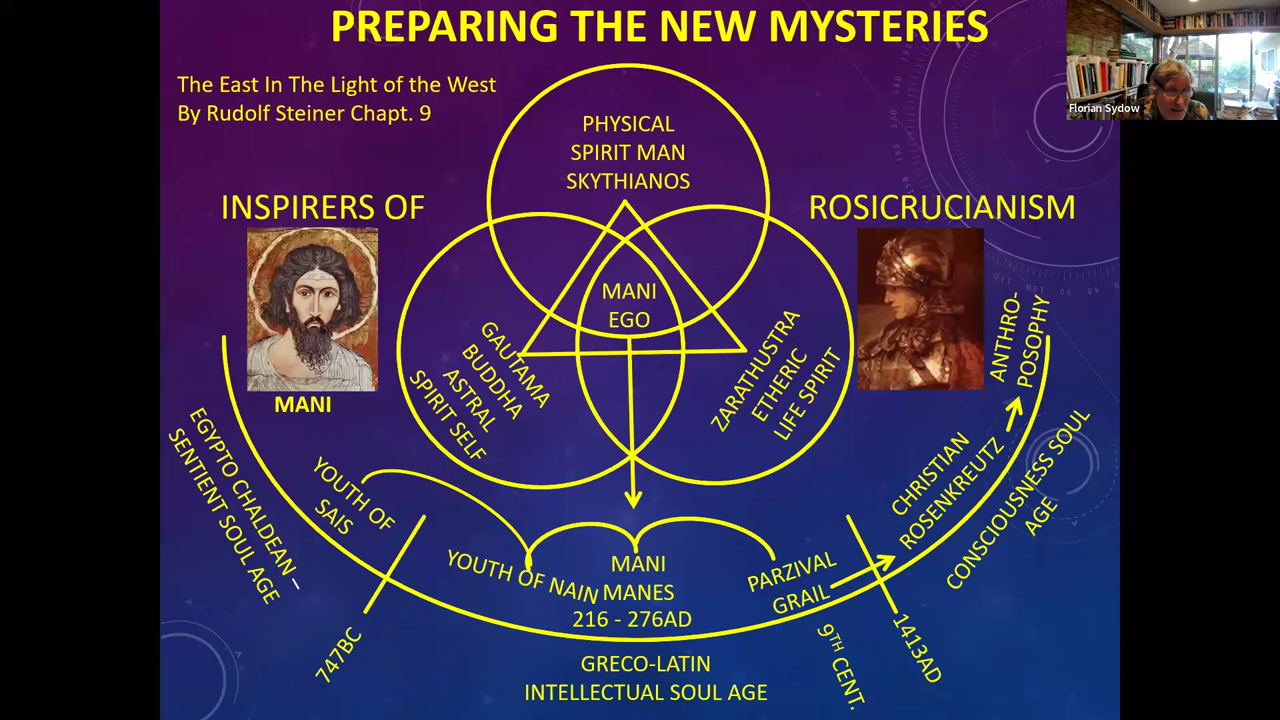 PREPARING THE NEW MYSTERIES
Florian Sydow
The East In The Light of the West
By Rudolf Steiner Chapt. 9
PHYSICAL
SPIRIT MAN
SKYTHIANOS
INSPIRERS OF
ROSICRUCIANISM
MANI
EGO
GAUTAMA
BUDDHA
ASTRAL
SPIRIT SELF
ZARATHUSTRA
ETHERIC
LIFE SPIRIT
MANI
ANTHRO-
POSOPHY
EGYPTO CHALDEAN –
SENTIENT SOUL AGE
YOUTH OF
SAIS
YOUTH OF NAIN
MANI
MANES
216 - 276AD
PARZIVAL
GRAIL
CHRISTIAN
ROSENKREUTZ
CONSCIOUSNESS SOUL
AGE
747BC
9TH CENT.
1413AD
GRECO-LATIN
INTELLECTUAL SOUL AGE